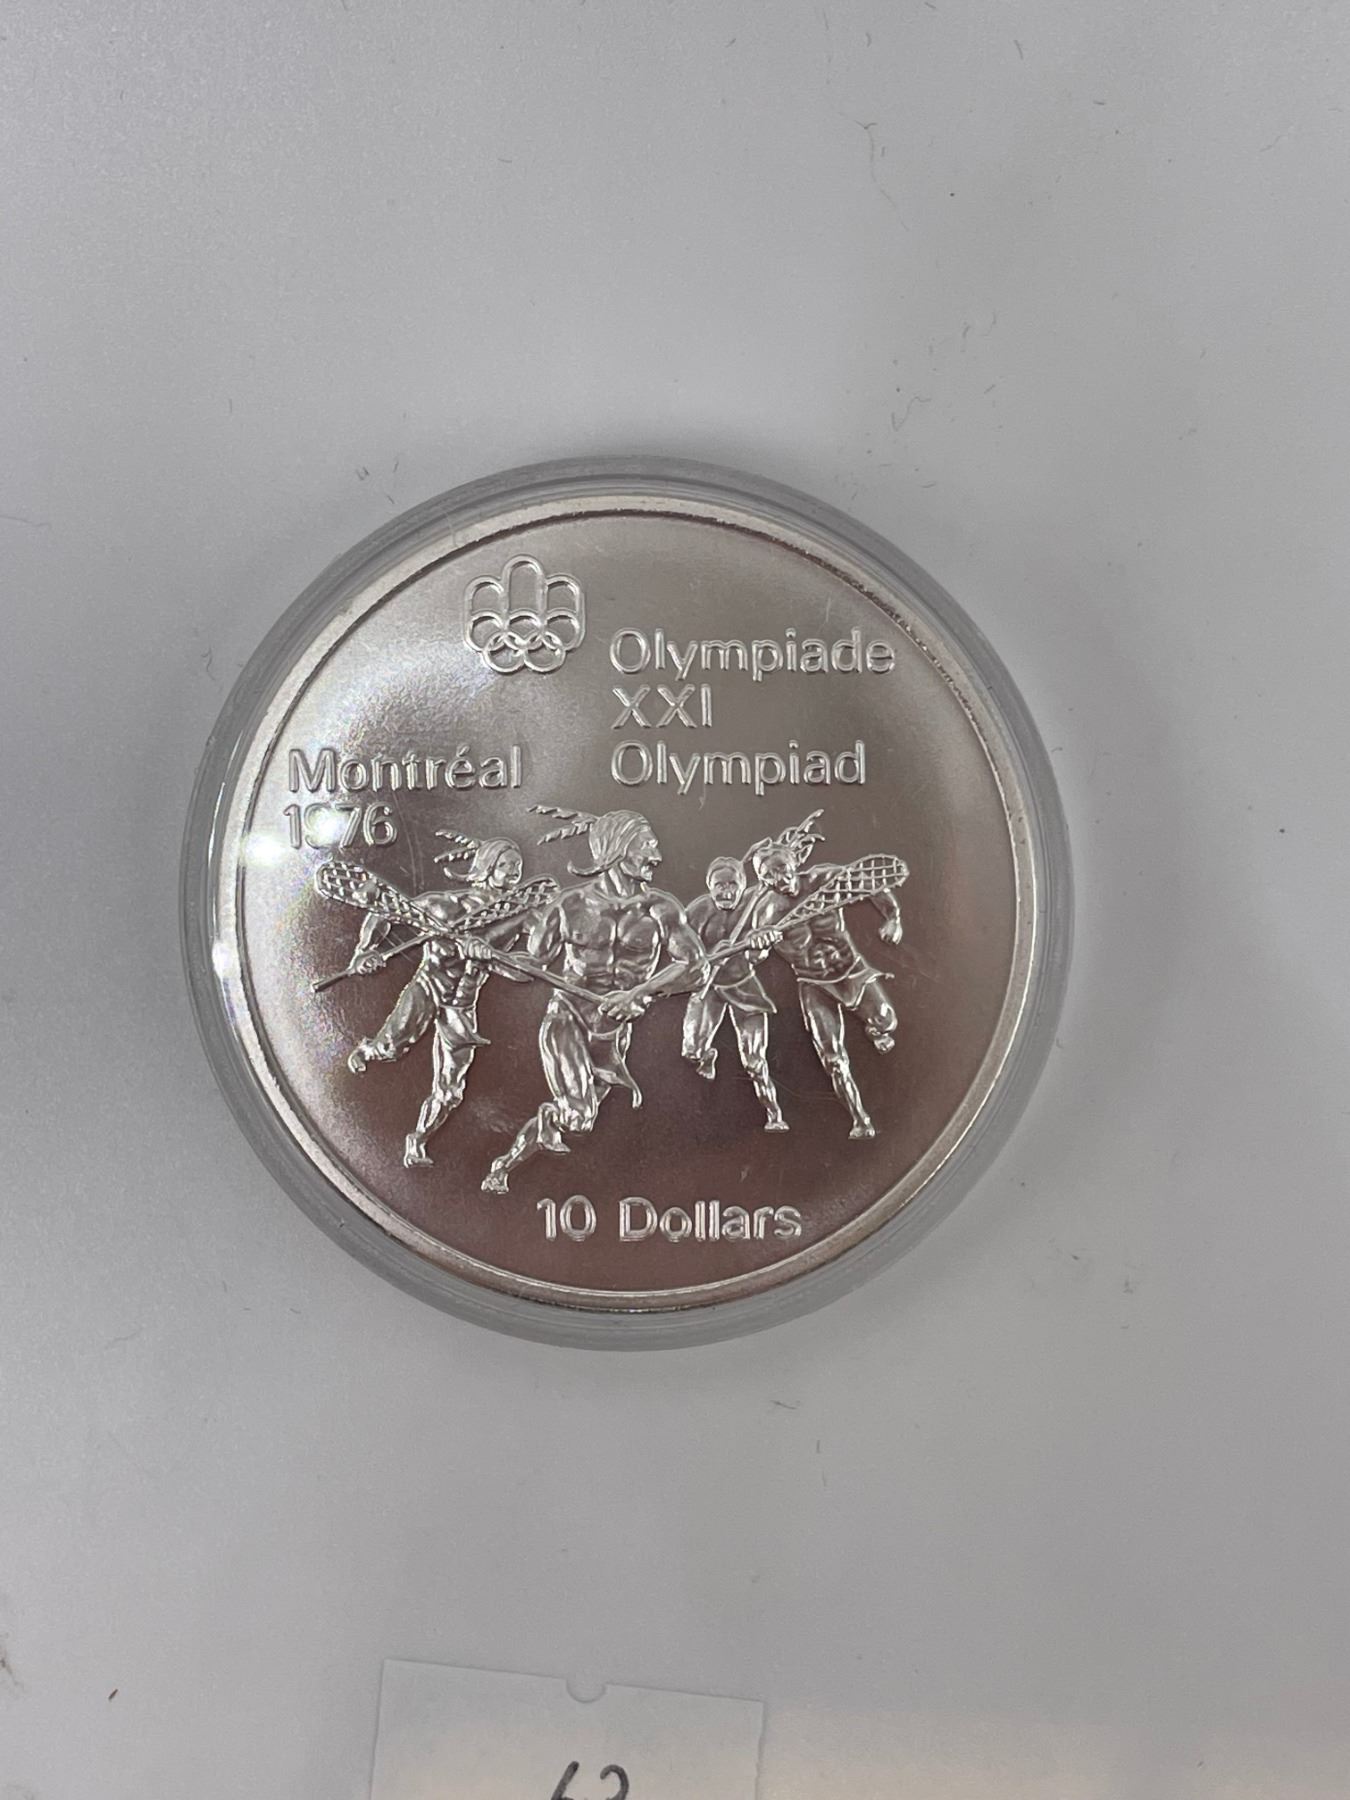 Olympiade
XXI
Olympiad
Montréal
1976
10 Dollars